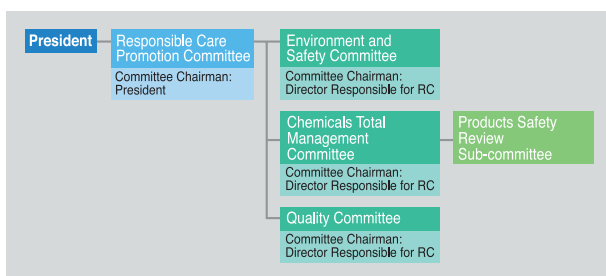 President
Responsible Care
Promotion Committee
Committee Chairman:
President
Environment and
Safety Committee
Committee Chairman:
Director Responsible for RC
Chemicals Total
Management
Committee
Committee Chairman:
Director Responsible for RC
Products Safety
Review
Sub-committee
Quality Committee
Committee Chairman:
Director Responsible for RC